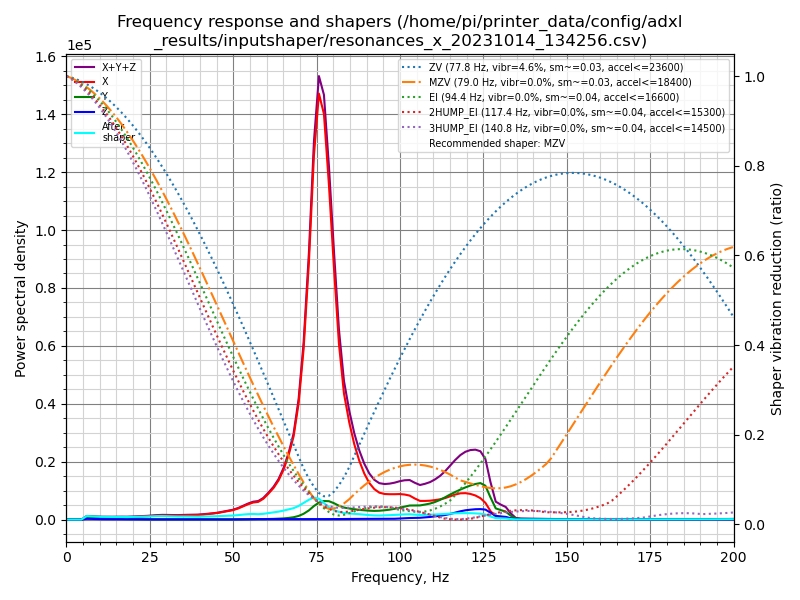 Frequency response and shapers (/home/pi/printer_data/config/adxl
_results/inputshaper/resonances_x_20231014_134256.csv)
1e5
X+Y+Z
X
Y
Z
After
shaper
ZV (77.8 Hz, vibr=4.6%, sm~=0.03, accel<=23600)
MZV (79.0 Hz, vibr=0.0%, sm~=0.03, accel<=18400)
EI (94.4 Hz, vibr=0.0%, sm~=0.04, accel<=16600)
2HUMP_EI (117.4 Hz, vibr=0.0%, sm~=0.04, accel<=15300)
3HUMP_EI (140.8 Hz, vibr=0.0%, sm~=0.04, accel<=14500)
Recommended shaper: MZV
Power spectral density
1.6
1.4
1.2
1.0
0.8
0.6
0.4
0.2
0.0
1.0
0.8
0.6
0.4
0.2
0.0
Shaper vibration reduction (ratio)
0 25 50 75 100 125 150 175 200
Frequency, Hz